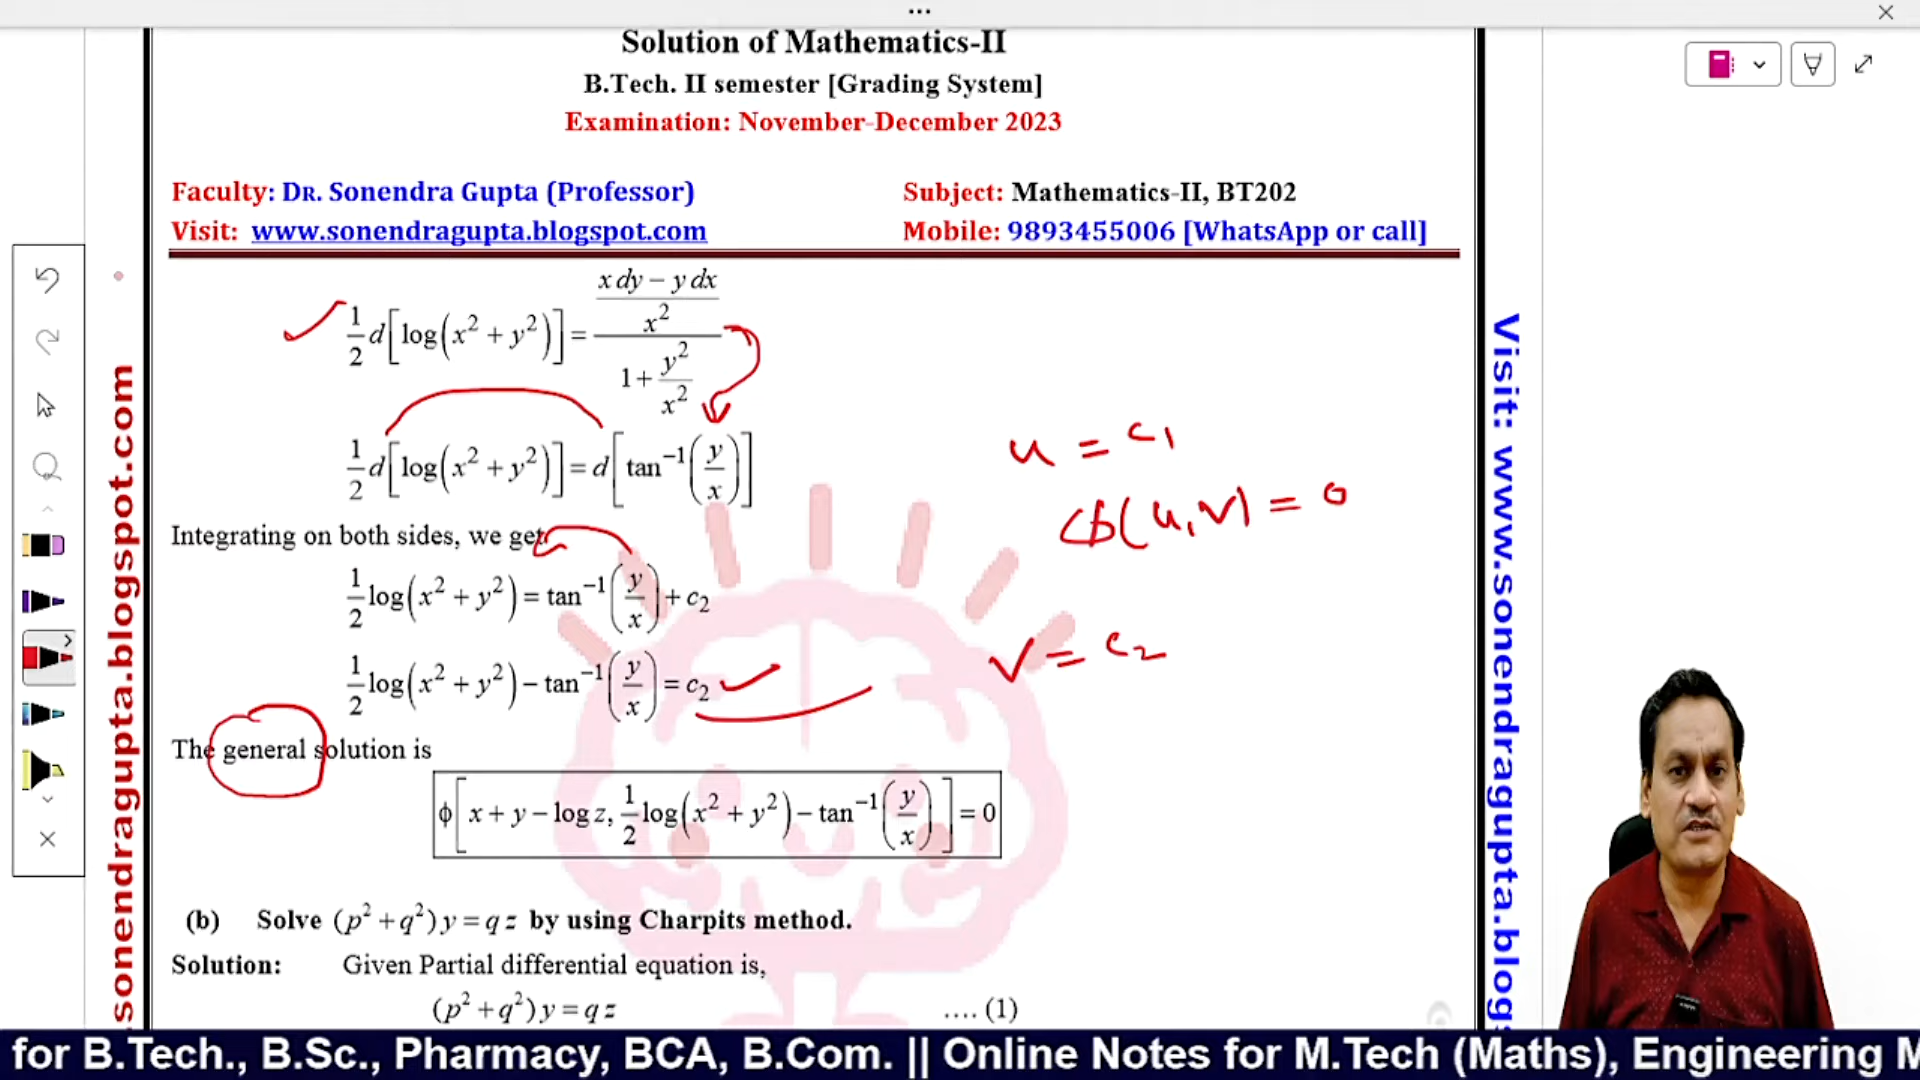 Solution of Mathematics-II
B.Tech. II semester [Grading System]
Examination: November-December 2023
Faculty: DR. Sonendra Gupta (Professor)
Subject: Mathematics-II, BT202
Visit: www.sonendragupta.blogspot.com
Mobile: 9893455006 [WhatsApp or call]
1/2 d[log(x² + y²)] = ((x dy − y dx)/x²)/(1 + y²/x²)
1/2 d[log(x² + y²)] = d[tan⁻¹(y/x)]
u = c₁
ϕ(u,v) = 0
Integrating on both sides, we get
1/2 log(x² + y²) = tan⁻¹(y/x) + c₂
v = c₂
1/2 log(x² + y²) − tan⁻¹(y/x) = c₂
The general solution is
ϕ[x + y − log z, 1/2 log(x² + y²) − tan⁻¹(y/x)] = 0
(b) Solve (p² + q²) y = q z by using Charpits method.
Solution: Given Partial differential equation is,
(p² + q²) y = q z .... (1)
.sonendragupta.blogspot.com
Visit: www.sonendragupta.blogs
for B.Tech., B.Sc., Pharmacy, BCA, B.Com. || Online Notes for M.Tech (Maths), Engineering M